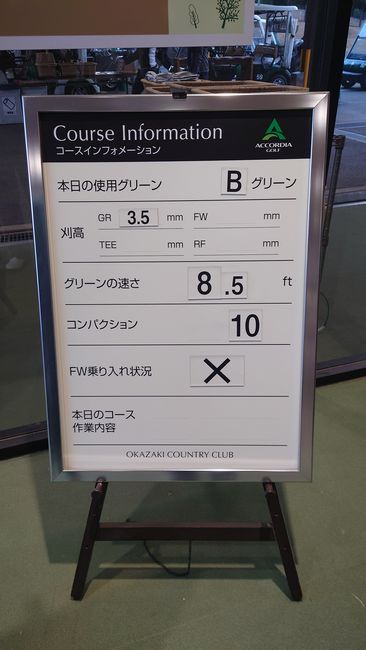 Course Information
コースインフォメーション
ACCORDIA
GOLF
本日の使用グリーン B グリーン
刈高 GR 3.5 mm FW mm
TEE mm RF mm
グリーンの速さ 8.5 ft
コンパクション 10
FW乗り入れ状況 ×
本日のコース
作業内容
OKAZAKI COUNTRY CLUB
59